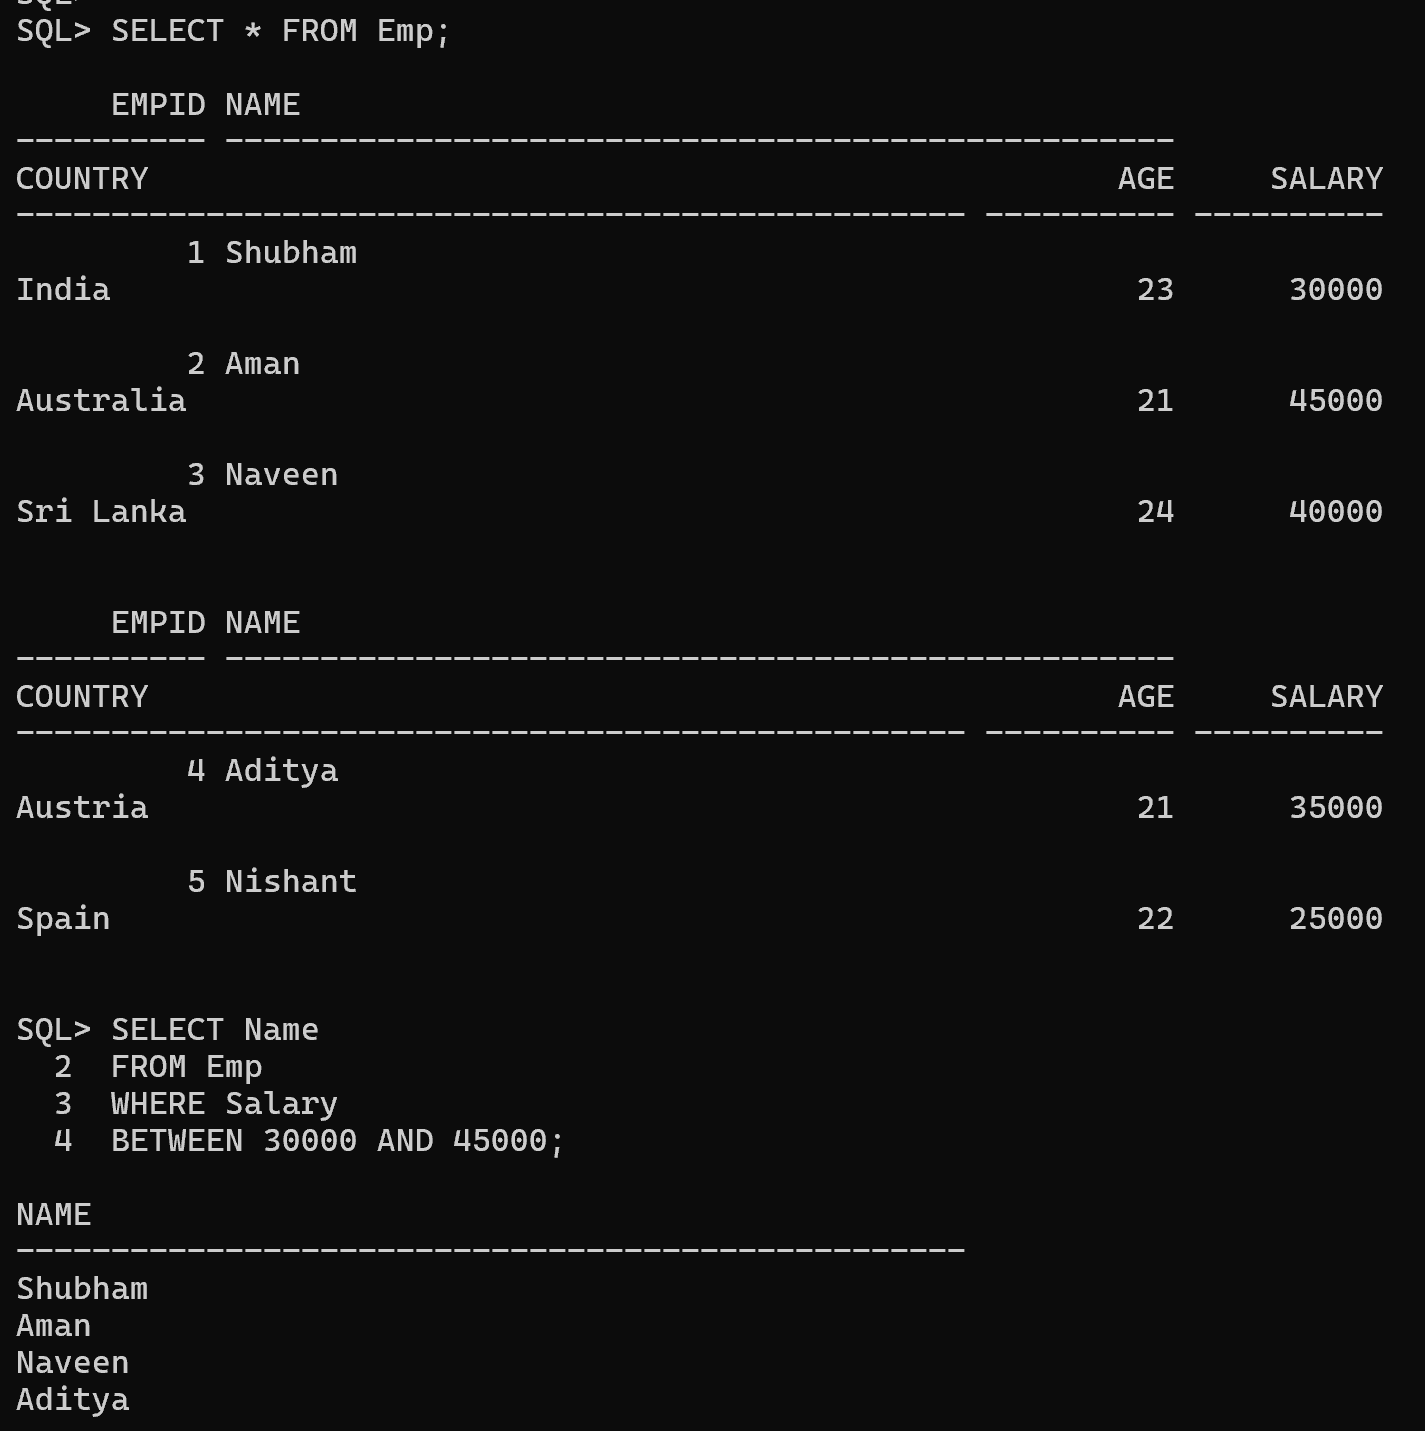 SQL>
SQL> SELECT * FROM Emp;
EMPID NAME
---------- --------------------------------------------------
COUNTRY AGE SALARY
-------------------------------------------------- ---------- ----------
1 Shubham
India 23 30000
2 Aman
Australia 21 45000
3 Naveen
Sri Lanka 24 40000
EMPID NAME
---------- --------------------------------------------------
COUNTRY AGE SALARY
-------------------------------------------------- ---------- ----------
4 Aditya
Austria 21 35000
5 Nishant
Spain 22 25000
SQL> SELECT Name
2 FROM Emp
3 WHERE Salary
4 BETWEEN 30000 AND 45000;
NAME
--------------------------------------------------
Shubham
Aman
Naveen
Aditya